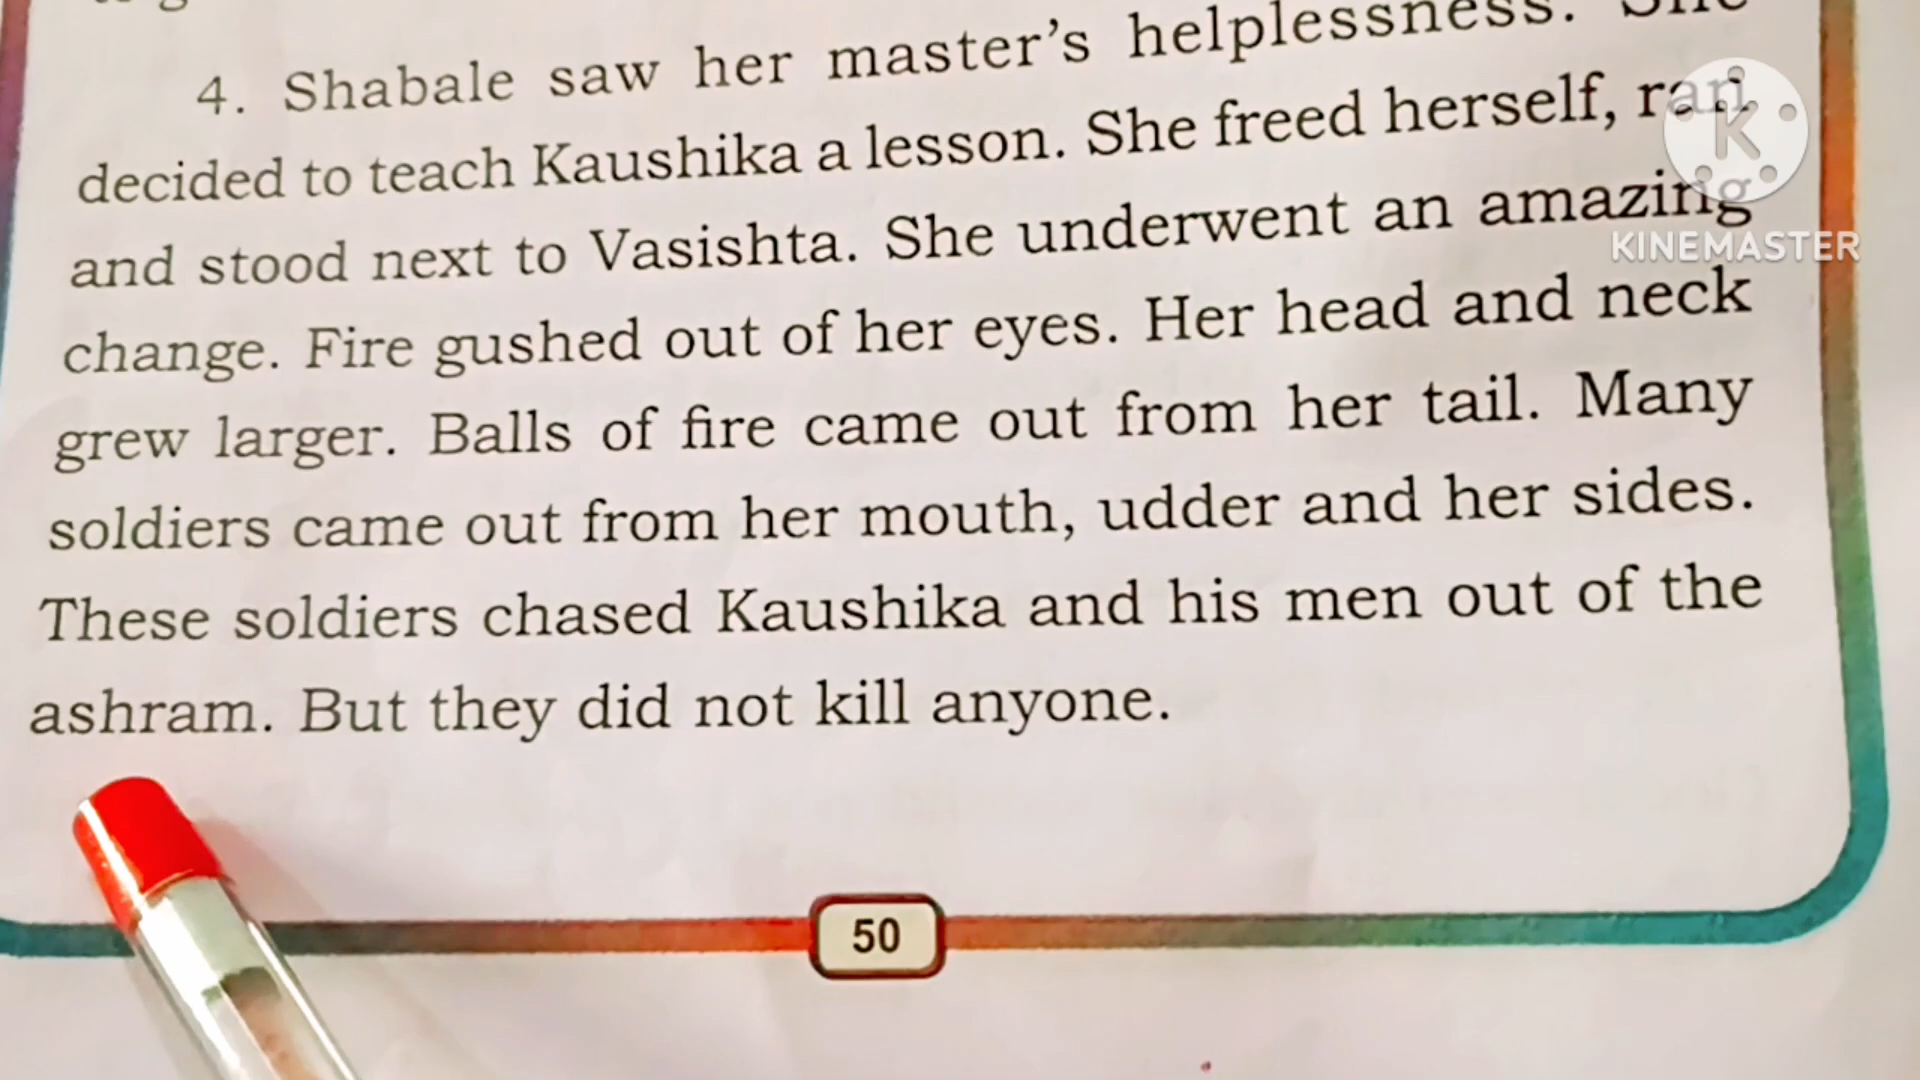 4. Shabale saw her master's helplessness. She
decided to teach Kaushika a lesson. She freed herself, ran
and stood next to Vasishta. She underwent an amazing
change. Fire gushed out of her eyes. Her head and neck
grew larger. Balls of fire came out from her tail. Many
soldiers came out from her mouth, udder and her sides.
These soldiers chased Kaushika and his men out of the
ashram. But they did not kill anyone.
50
K
KINEMASTER